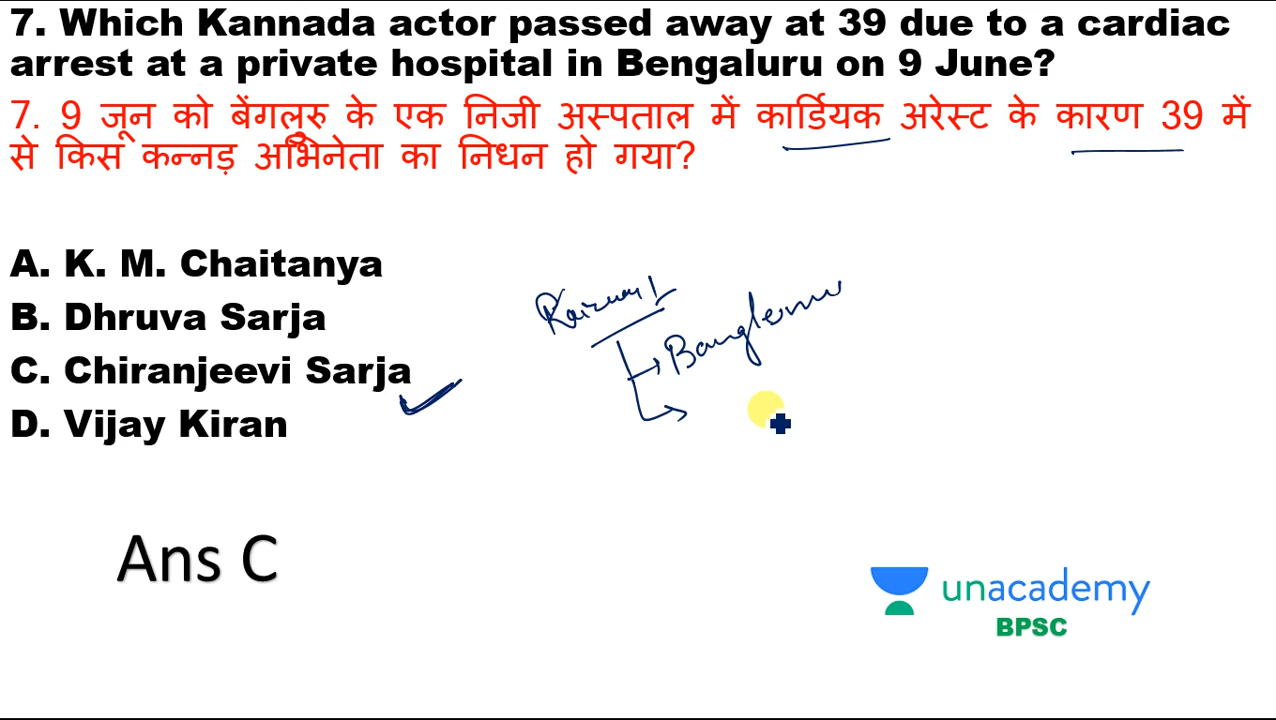 7. Which Kannada actor passed away at 39 due to a cardiac
arrest at a private hospital in Bengaluru on 9 June?
7. 9 जून को बेंगलुरु के एक निजी अस्पताल में कार्डियक अरेस्ट के कारण 39 में
से किस कन्नड़ अभिनेता का निधन हो गया?
A. K. M. Chaitanya
B. Dhruva Sarja
C. Chiranjeevi Sarja
D. Vijay Kiran
Ans C
unacademy
BPSC